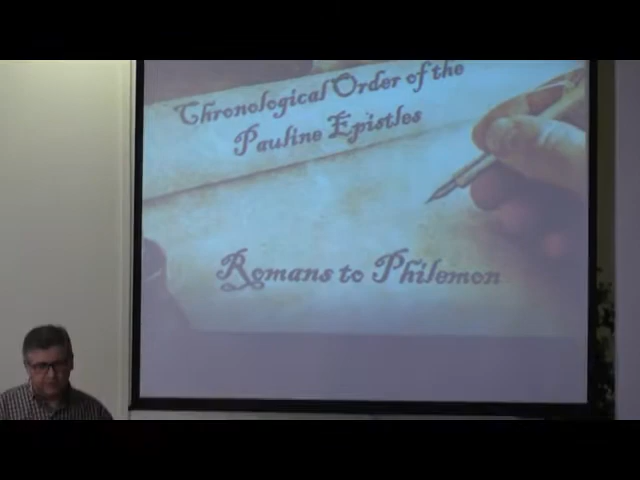 Chronological Order of the
Pauline Epistles
Romans to Philemon